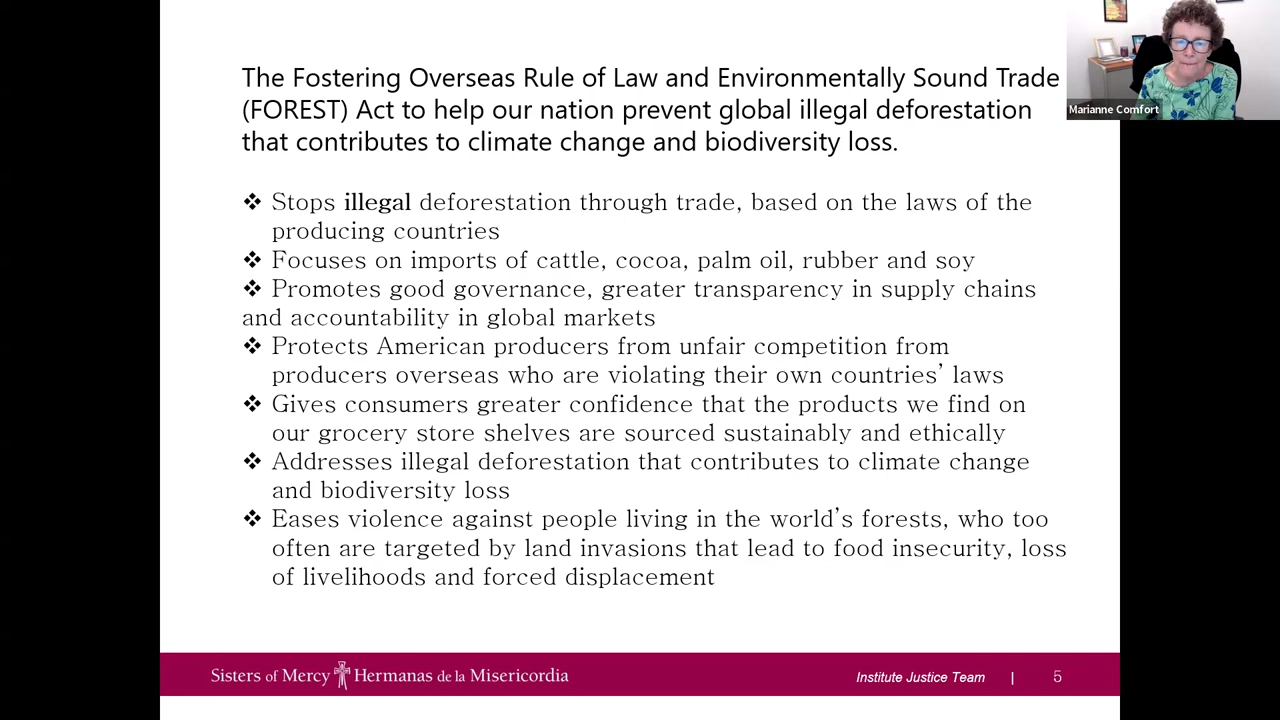 The Fostering Overseas Rule of Law and Environmentally Sound Trade
(FOREST) Act to help our nation prevent global illegal deforestation
that contributes to climate change and biodiversity loss.
Marianne Comfort
❖ Stops illegal deforestation through trade, based on the laws of the
producing countries
❖ Focuses on imports of cattle, cocoa, palm oil, rubber and soy
❖ Promotes good governance, greater transparency in supply chains
and accountability in global markets
❖ Protects American producers from unfair competition from
producers overseas who are violating their own countries’ laws
❖ Gives consumers greater confidence that the products we find on
our grocery store shelves are sourced sustainably and ethically
❖ Addresses illegal deforestation that contributes to climate change
and biodiversity loss
❖ Eases violence against people living in the world’s forests, who too
often are targeted by land invasions that lead to food insecurity, loss
of livelihoods and forced displacement
Sisters of Mercy Hermanas de la Misericordia
Institute Justice Team | 5